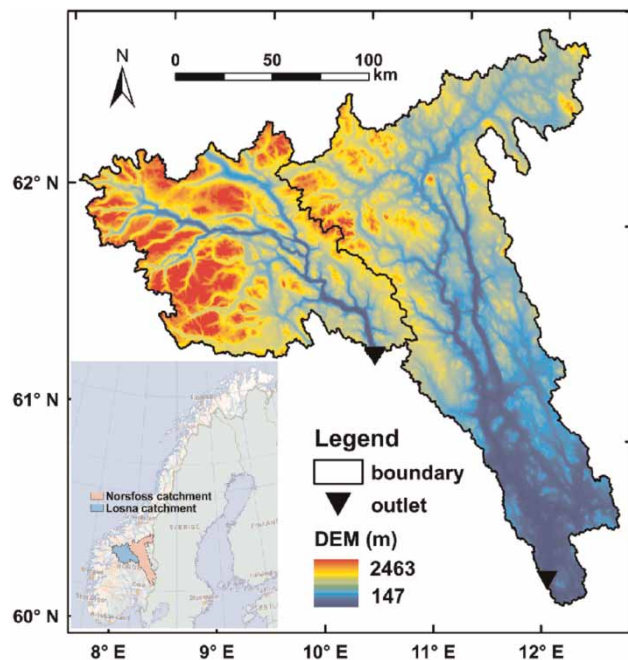 N
0 50 100
km
62°N
61°N
60°N
Norsfoss catchment
Losna catchment
SVERIGE
Legend
boundary
outlet
DEM (m)
2463
147
8° E 9° E 10° E 11° E 12° E